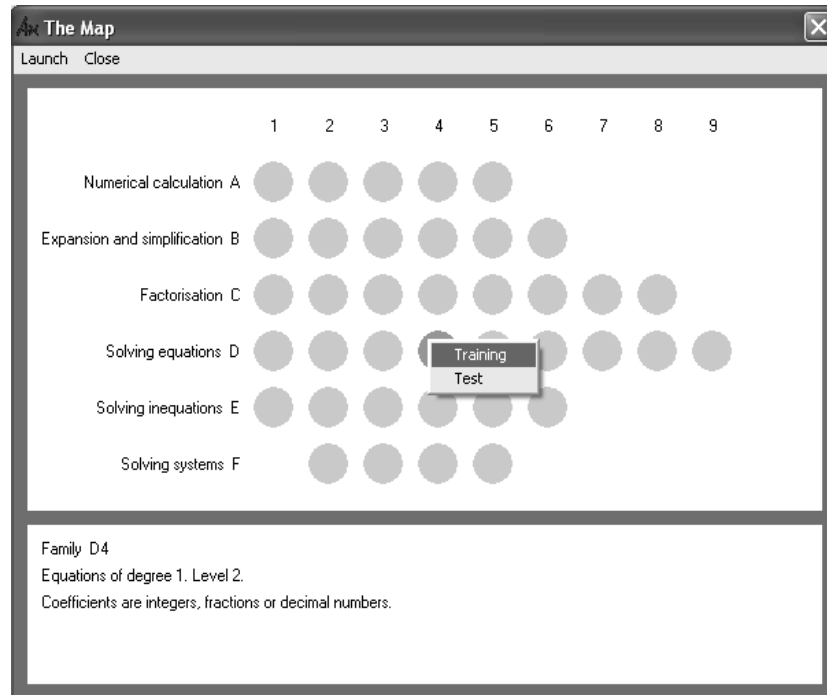 The Map
Launch Close
1 2 3 4 5 6 7 8 9
Numerical calculation A
Expansion and simplification B
Factorisation C
Solving equations D
Training
Test
Solving inequations E
Solving systems F
Family D4
Equations of degree 1. Level 2.
Coefficients are integers, fractions or decimal numbers.